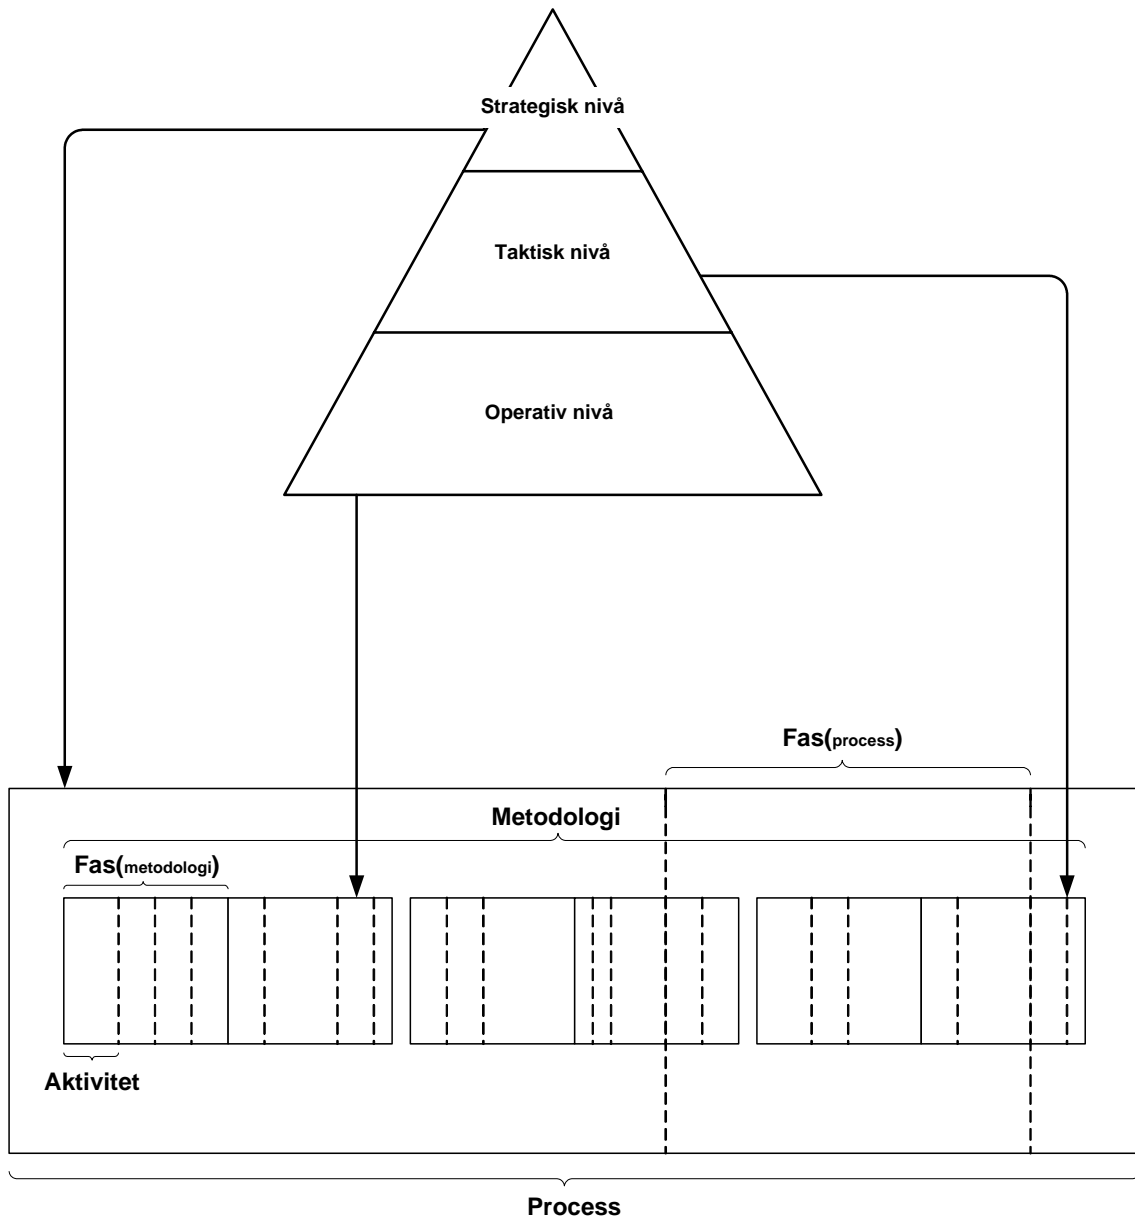 Strategisk nivå
Taktisk nivå
Operativ nivå
Fas(process)
Metodologi
Fas(metodologi)
Aktivitet
Process